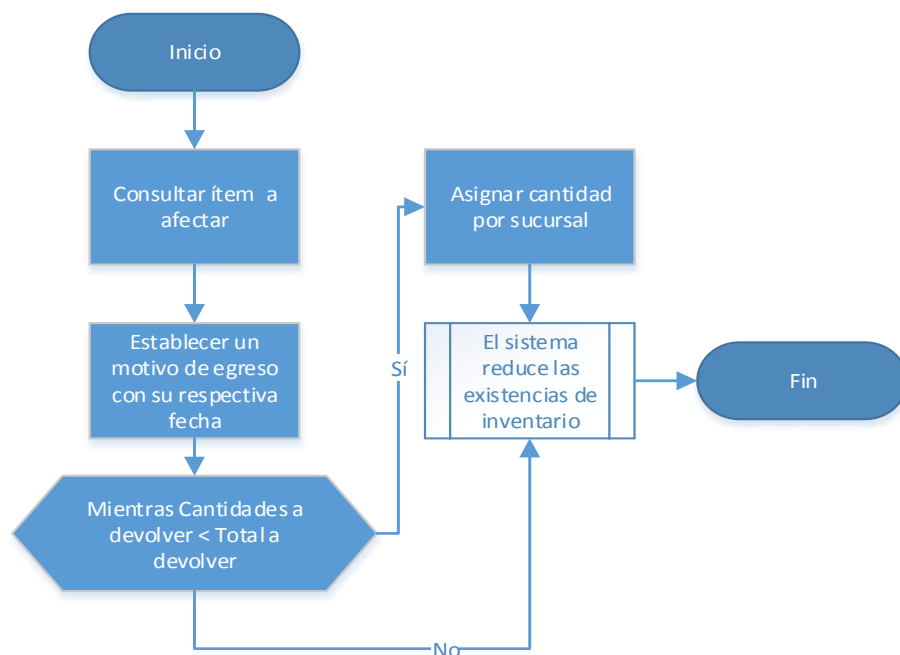 Inicio
Consultar ítem a
afectar
Establecer un
motivo de egreso
con su respectiva
fecha
Mientras Cantidades a
devolver < Total a
devolver
Sí
No
Asignar cantidad
por sucursal
El sistema
reduce las
existencias de
inventario
Fin